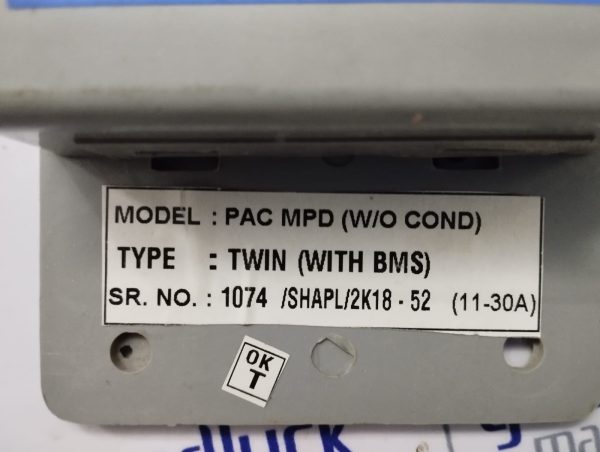 MODEL : PAC MPD (W/O COND)
TYPE : TWIN (WITH BMS)
SR. NO. : 1074 /SHAPL/2K18 - 52 (11-30A)
OK
T